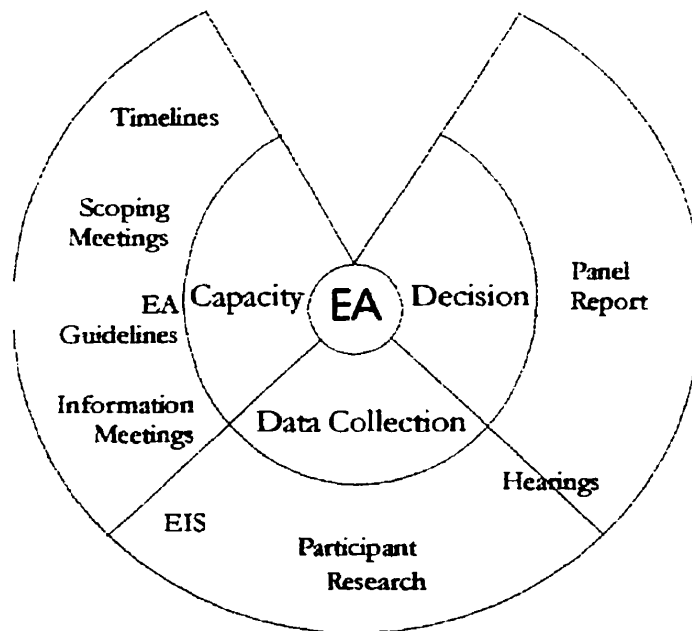 Timelines
Scoping
Meetings
EA
Guidelines
Information
Meetings
Capacity
EA
Decision
Data Collection
Panel
Report
Hearings
EIS
Participant
Research